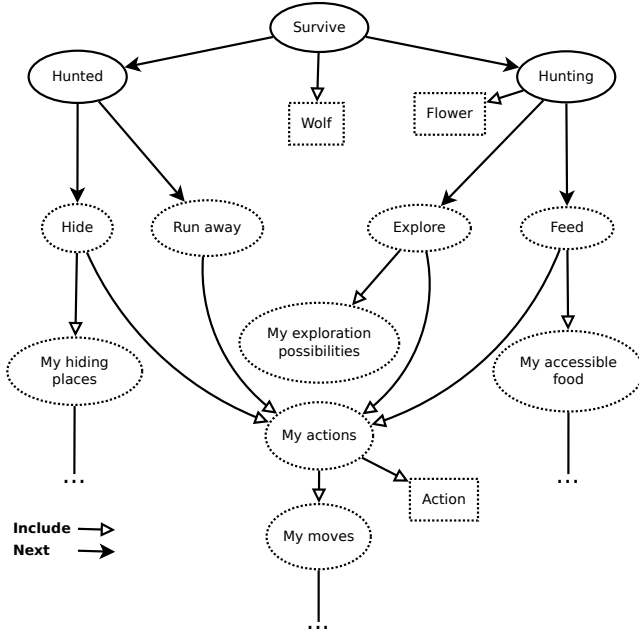 Survive
Hunted
Hunting
Wolf
Flower
Hide
Run away
Explore
Feed
My exploration
possibilities
My hiding
places
My accessible
food
My actions
...
...
Action
Include
Next
My moves
...